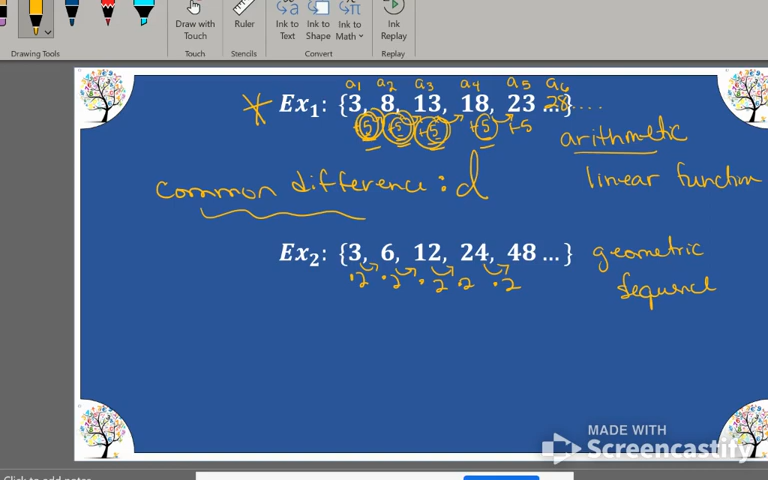 Draw with Touch
Ruler
Ink to Text
Ink to Shape
Ink to Math
Ink Replay
Drawing Tools
Touch
Stencils
Convert
Replay
a1 a2 a3 a4 a5 a6
Ex1: {3, 8, 13, 18, 23 ...} 28....
+5 +5 +5 +5 +5
arithmetic
linear function
common difference: d
Ex2: {3, 6, 12, 24, 48 ...} geometric
·2 ·2 ·2 ·2 ·2
sequence
MADE WITH
Screencastify
Click to add notes